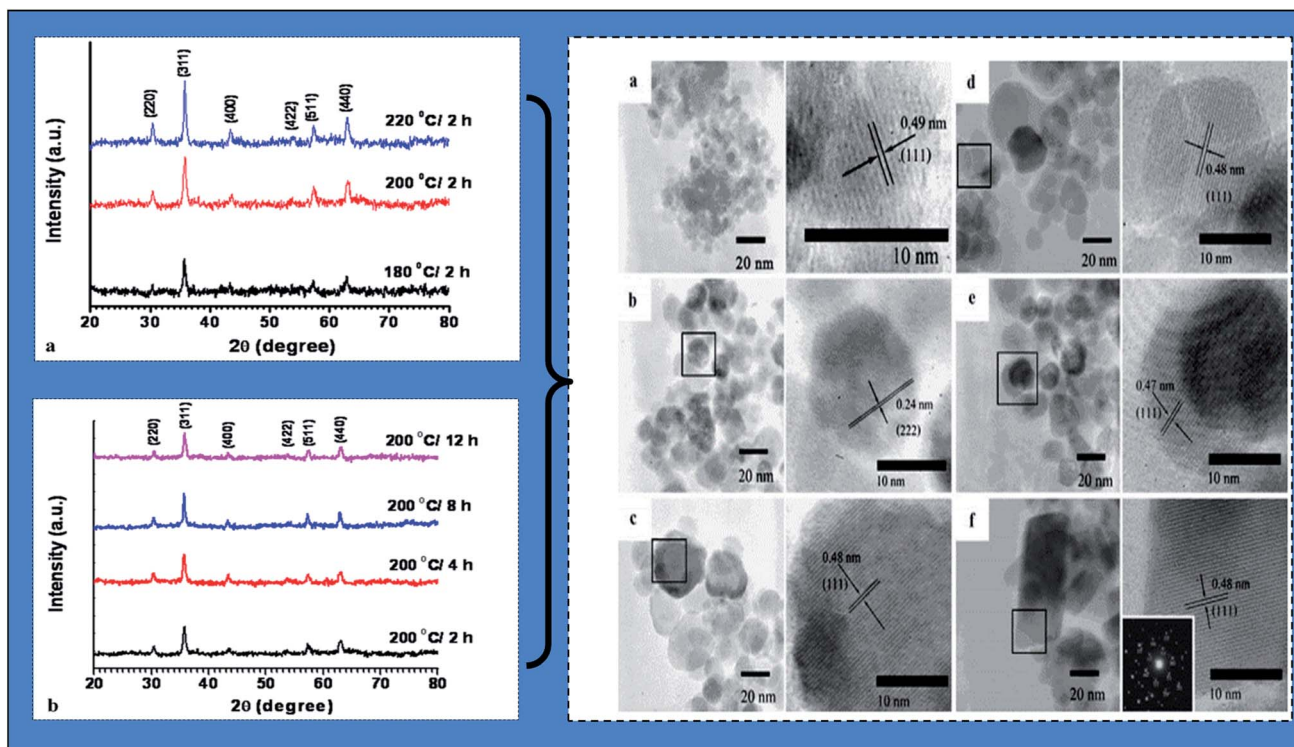 Intensity (a.u.)
(220)
(311)
(400)
(422)
(511)
(440)
220 °C/ 2 h
200 °C/ 2 h
180 °C/ 2 h
20 30 40 50 60 70 80
2θ (degree)
a
Intensity (a.u.)
(220)
(311)
(400)
(422)
(511)
(440)
200 °C/ 12 h
200 °C/ 8 h
200 °C/ 4 h
200 °C/ 2 h
20 30 40 50 60 70 80
2θ (degree)
b
a
20 nm
0.49 nm
(111)
10 nm
d
20 nm
0.48 nm
(111)
10 nm
b
20 nm
0.24 nm
(222)
10 nm
e
20 nm
0.47 nm
(111)
10 nm
c
20 nm
0.48 nm
(111)
10 nm
f
20 nm
0.48 nm
(111)
10 nm